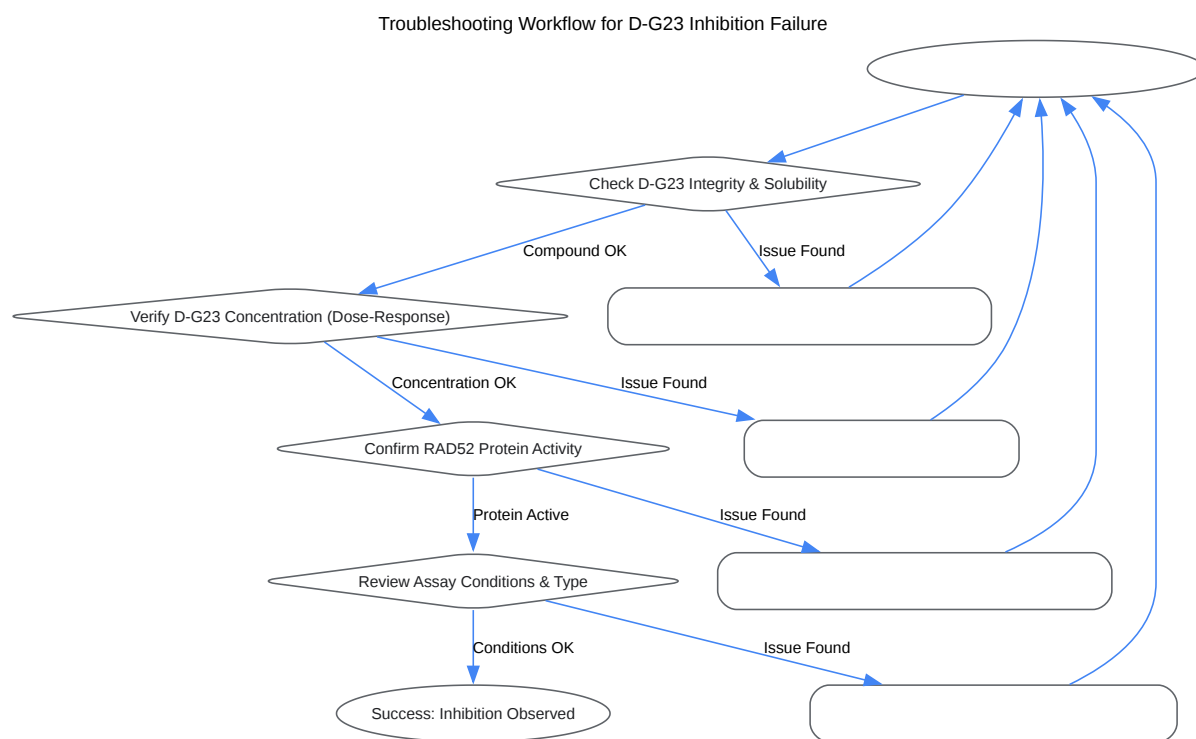 Troubleshooting Workflow for D-G23 Inhibition Failure
Check D-G23 Integrity & Solubility
Compound OK
Issue Found
Verify D-G23 Concentration (Dose-Response)
Concentration OK
Issue Found
Confirm RAD52 Protein Activity
Protein Active
Issue Found
Review Assay Conditions & Type
Conditions OK
Issue Found
Success: Inhibition Observed